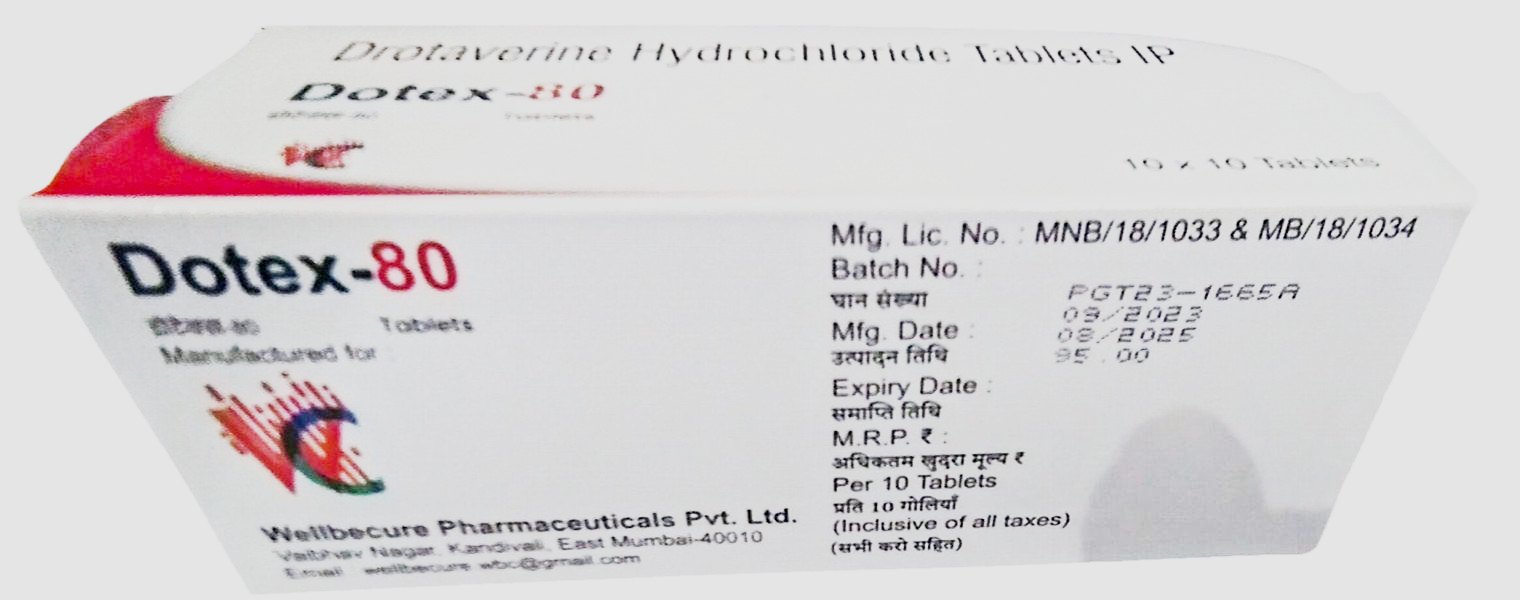 Drotaverine Hydrochloride Tablets IP
Dotex-80
10 x 10 Tablets
Dotex-80
Tablets
Manufactured for
Wellbecure Pharmaceuticals Pvt. Ltd.
Vaibhav Nagar, Kandivali, East Mumbai-40010
Email : wellbecure.wbc@gmail.com
Mfg. Lic. No. : MNB/18/1033 & MB/18/1034
Batch No. :
घान संख्या
Mfg. Date :
उत्पादन तिथि
Expiry Date :
समाप्ति तिथि
M.R.P. ₹ :
अधिकतम खुदरा मूल्य ₹
Per 10 Tablets
प्रति 10 गोलियाँ
(Inclusive of all taxes)
(सभी करो सहित)
PGT23-1665A
09/2023
08/2025
95.00